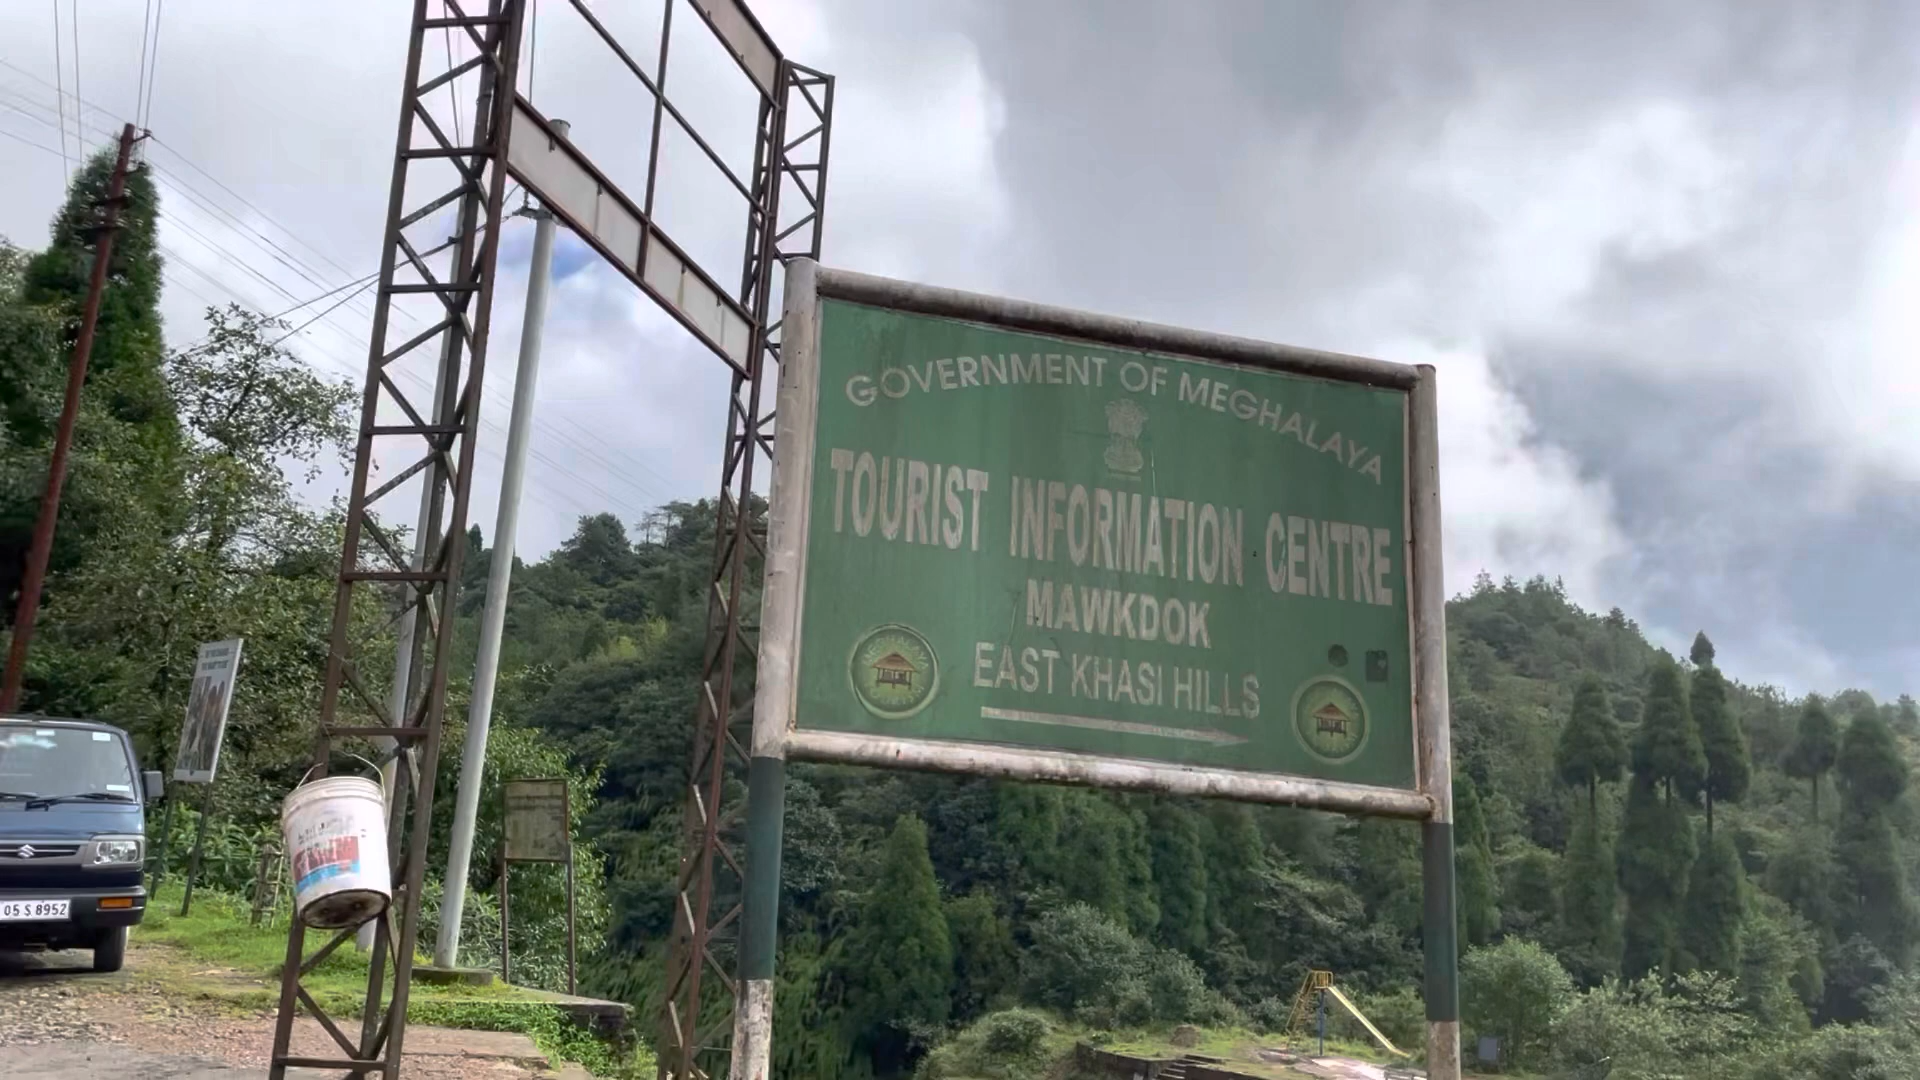 GOVERNMENT OF MEGHALAYA
TOURIST INFORMATION CENTRE
MAWKDOK
EAST KHASI HILLS
05 S 8952